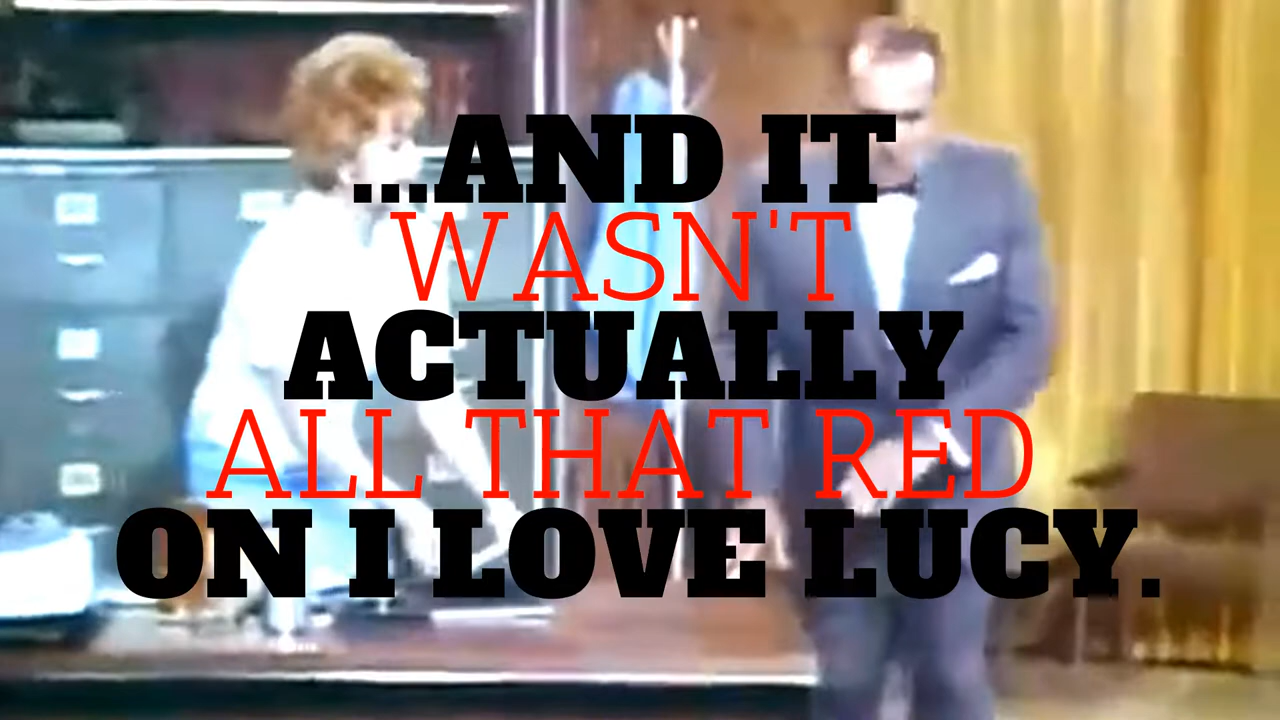 ...AND IT
WASN'T
ACTUALLY
ALL THAT RED
ON I LOVE LUCY.